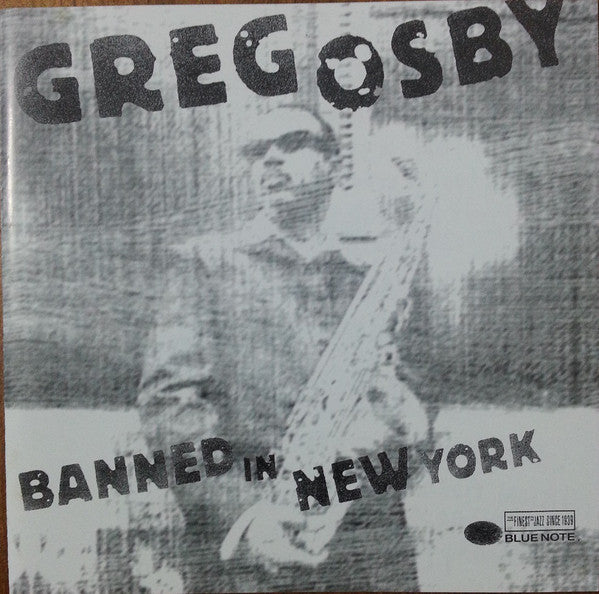 GREG OSBY
BANNED IN NEW YORK
THE FINEST IN JAZZ SINCE 1939
BLUE NOTE